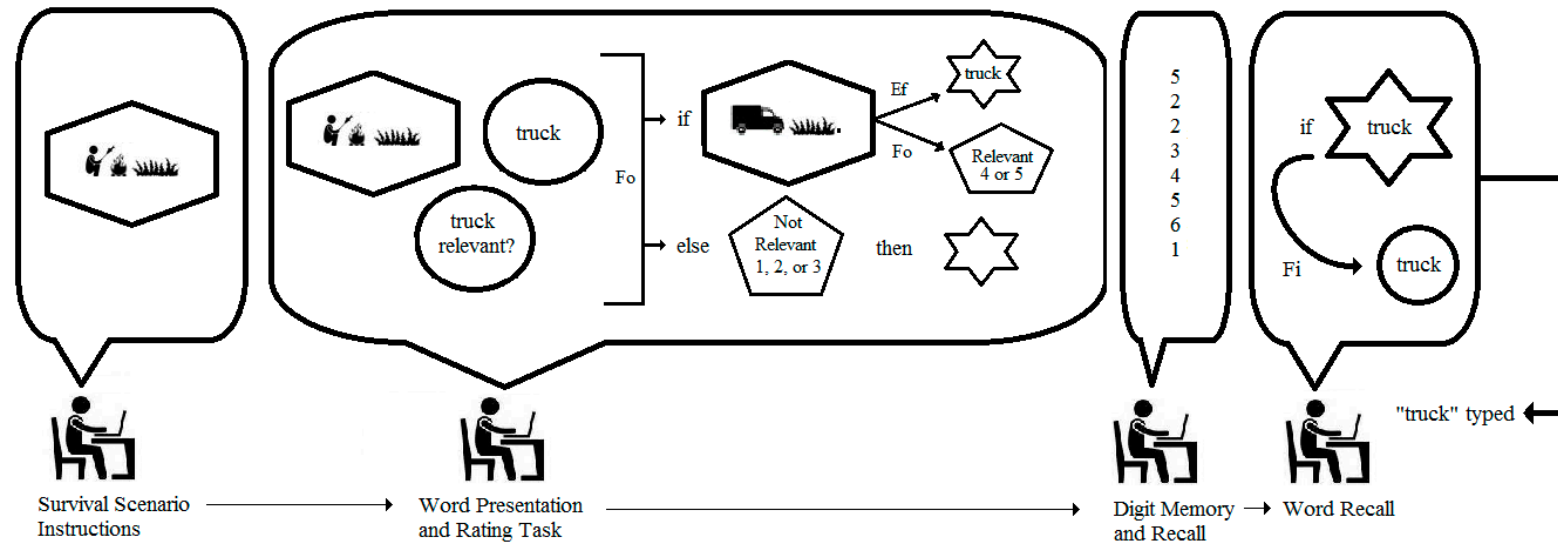 truck
truck
relevant?
Fo
if
Ef
Fo
truck
Relevant
4 or 5
else
Not
Relevant
1, 2, or 3
then
5
2
2
3
4
5
6
1
if
truck
Fi
truck
"truck" typed
Survival Scenario
Instructions
Word Presentation
and Rating Task
Digit Memory
and Recall
Word Recall